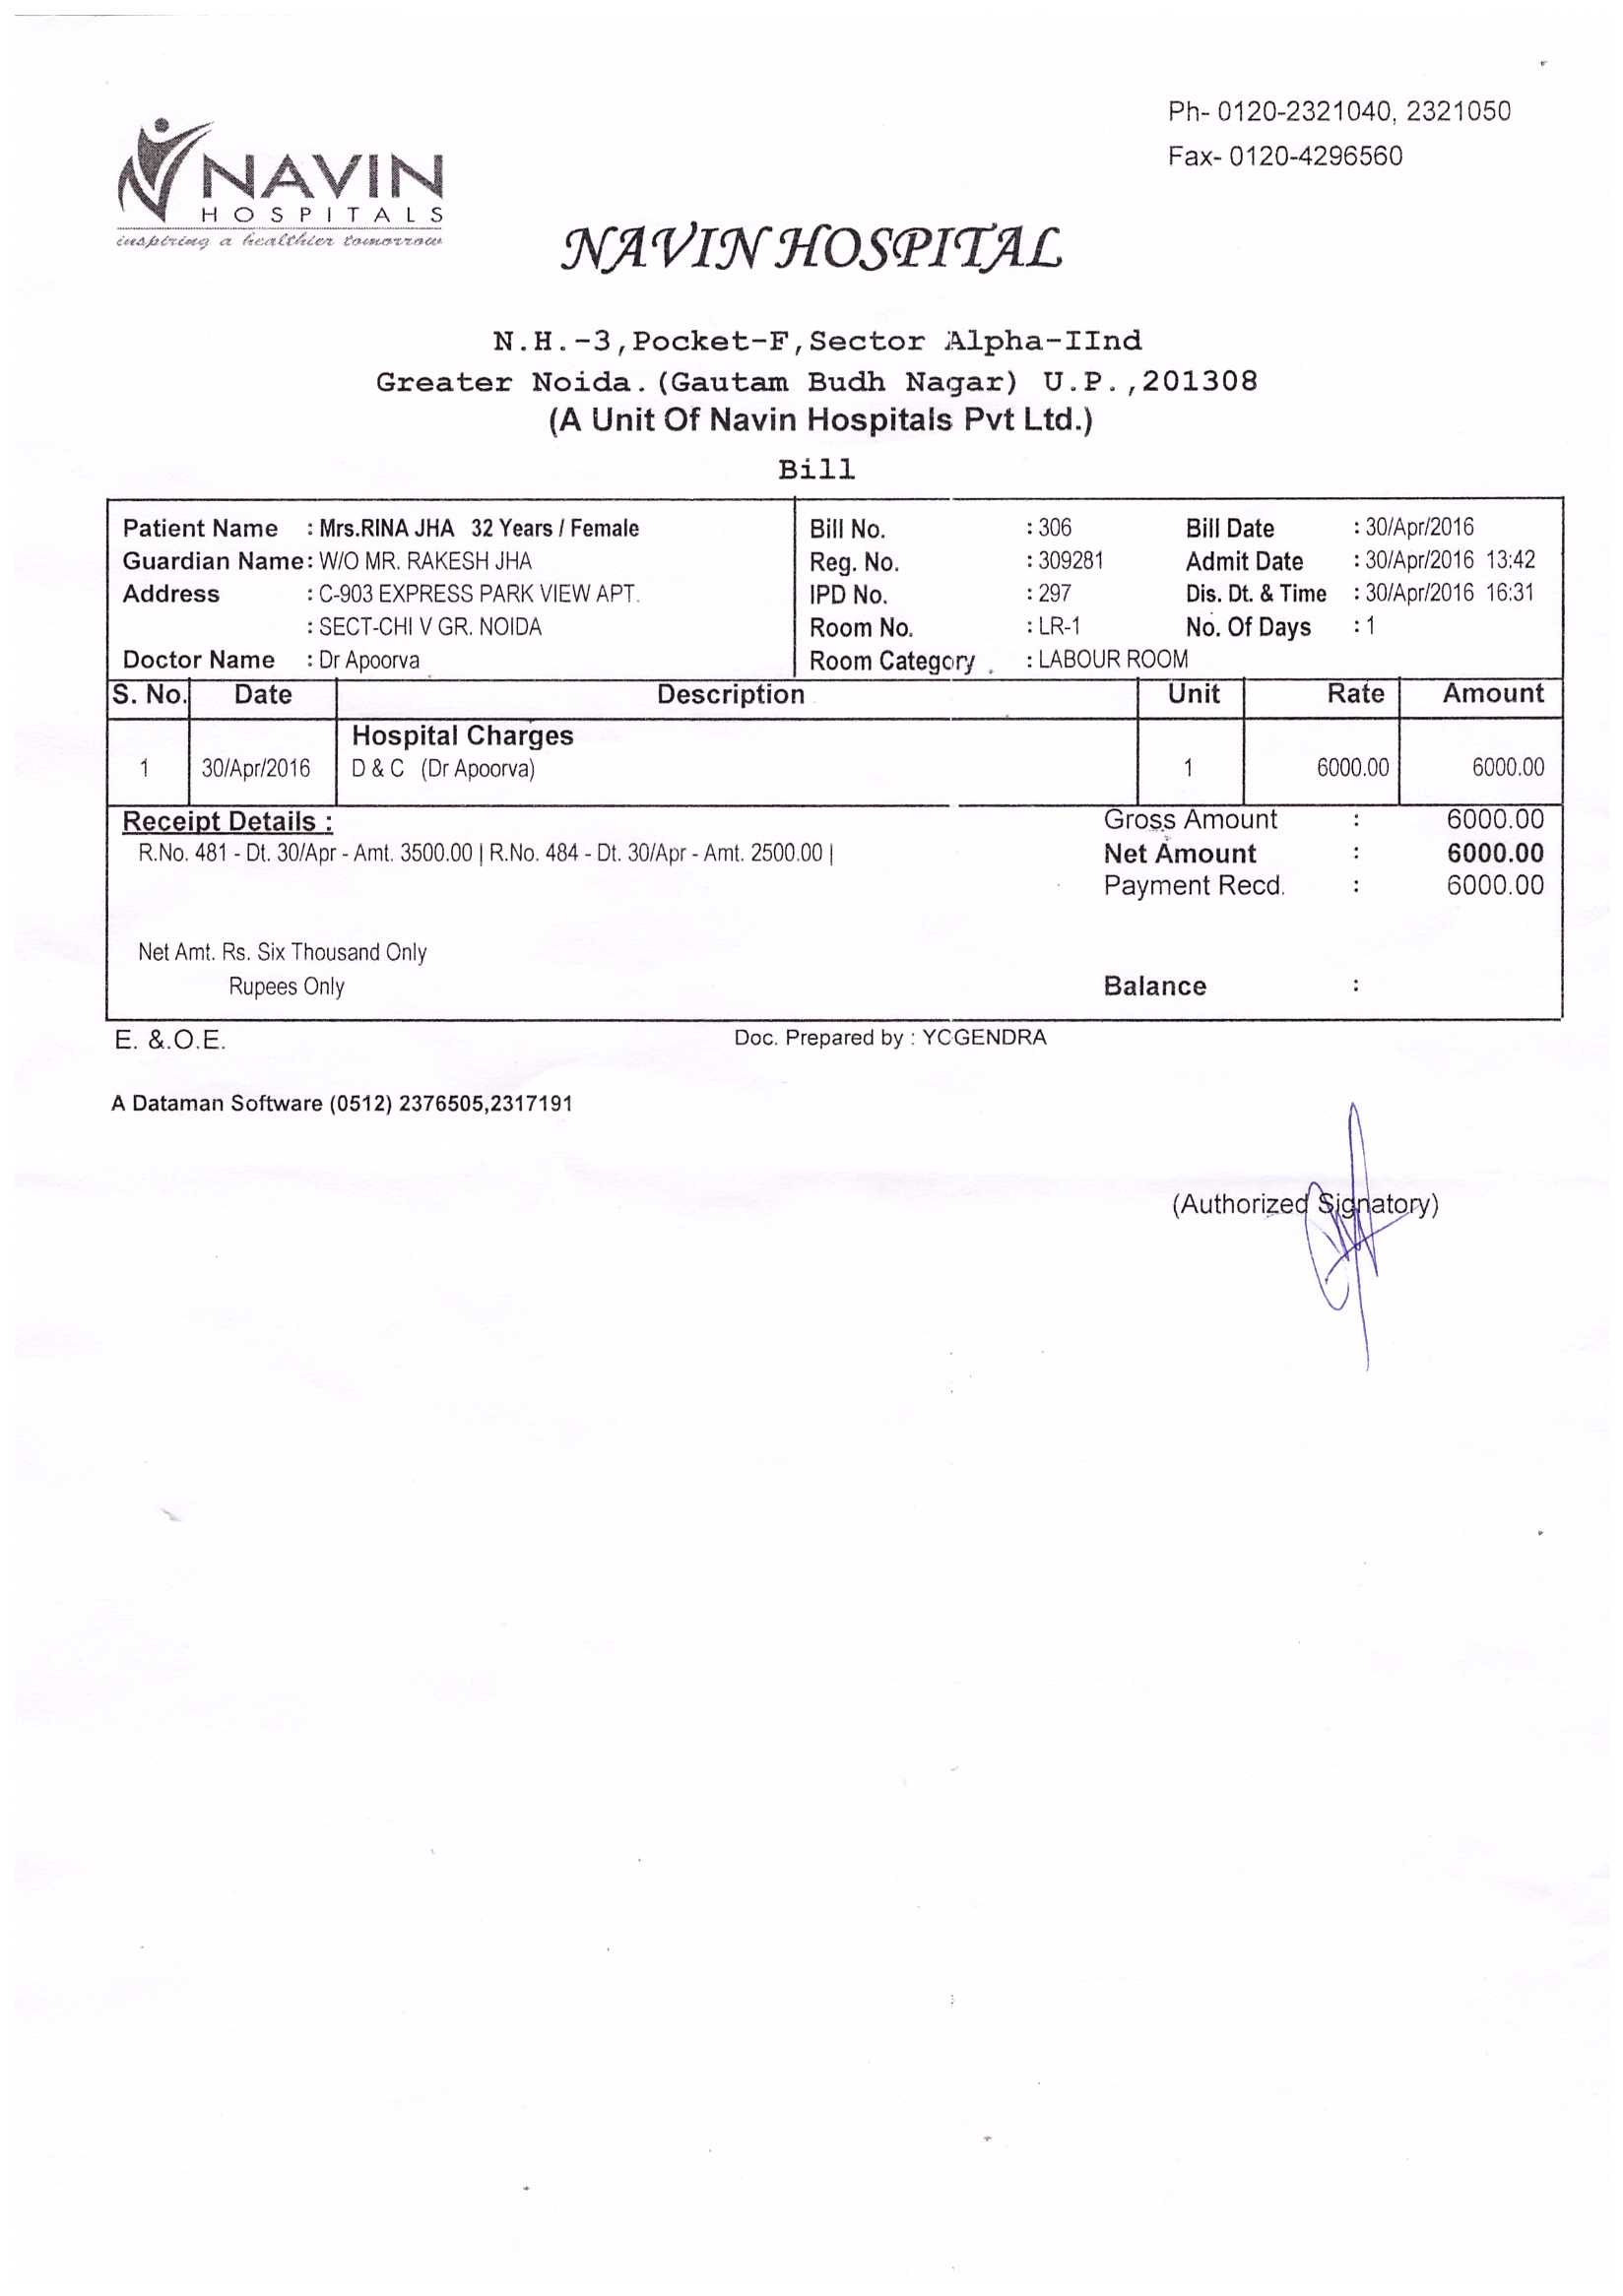 Ph- 0120-2321040, 2321050
Fax- 0120-4296560
NAVIN
HOSPITALS
inspiring a healthier tomorrow
NAVIN HOSPITAL
N.H.-3,Pocket-F,Sector Alpha-IInd
Greater Noida.(Gautam Budh Nagar) U.P.,201308
(A Unit Of Navin Hospitals Pvt Ltd.)
Bill
Patient Name : Mrs.RINA JHA 32 Years / Female Bill No. : 306 Bill Date : 30/Apr/2016
Guardian Name: W/O MR. RAKESH JHA Reg. No. : 309281 Admit Date : 30/Apr/2016 13:42
Address : C-903 EXPRESS PARK VIEW APT. IPD No. : 297 Dis. Dt. & Time : 30/Apr/2016 16:31
: SECT-CHI V GR. NOIDA Room No. : LR-1 No. Of Days : 1
Doctor Name : Dr Apoorva Room Category : LABOUR ROOM
S. No. Date Description Unit Rate Amount
Hospital Charges
1 30/Apr/2016 D & C (Dr Apoorva) 1 6000.00 6000.00
Receipt Details : Gross Amount : 6000.00
R.No. 481 - Dt. 30/Apr - Amt. 3500.00 | R.No. 484 - Dt. 30/Apr - Amt. 2500.00 | Net Amount : 6000.00
Payment Recd. : 6000.00
Net Amt. Rs. Six Thousand Only
Rupees Only Balance :
E. &.O.E. Doc. Prepared by : YCGENDRA
A Dataman Software (0512) 2376505,2317191
(Authorized Signatory)